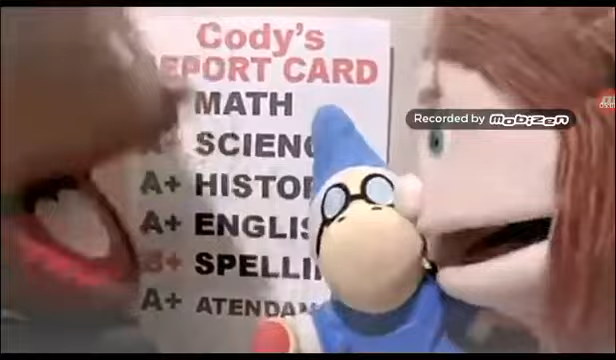 Cody's
EPORT CARD
MATH
SCIENC
A+ HISTOR
A+ ENGLIS
B+ SPELLI
A+ ATENDAN
Recorded by mobizen